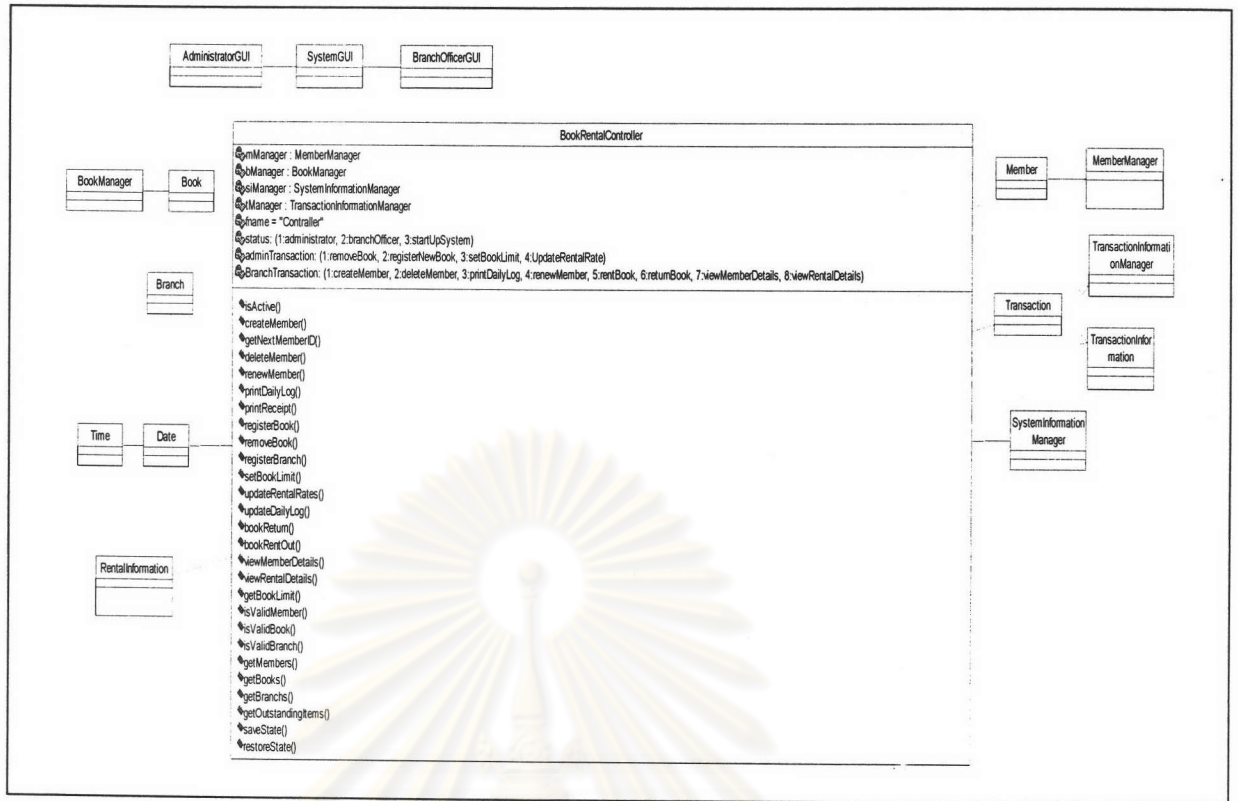 AdministratorGUI
SystemGUI
BranchOfficerGUI
BookRentalController
mManager : MemberManager
bManager : BookManager
siManager : SystemInformationManager
tManager : TransactionInformationManager
fname = "Contraller"
status: (1:administrator, 2:branchOfficer, 3:startUpSystem)
adminTransaction: (1:removeBook, 2:registerNewBook, 3:setBookLimit, 4:UpdateRentalRate)
BranchTransaction: (1:createMember, 2:deleteMember, 3:printDailyLog, 4:renewMember, 5:rentBook, 6:returnBook, 7:viewMemberDetails, 8:viewRentalDetails)
isActive()
createMember()
getNextMemberID()
deleteMember()
renewMember()
printDailyLog()
printReceipt()
registerBook()
removeBook()
registerBranch()
setBookLimit()
updateRentalRates()
updateDailyLog()
bookReturn()
bookRentOut()
viewMemberDetails()
viewRentalDetails()
getBookLimit()
isValidMember()
isValidBook()
isValidBranch()
getMembers()
getBooks()
getBranchs()
getOutstandingItems()
saveState()
restoreState()
BookManager
Book
Branch
Time
Date
RentalInformation
Member
MemberManager
TransactionInformati
onManager
Transaction
TransactionInfor
mation
SystemInformation
Manager